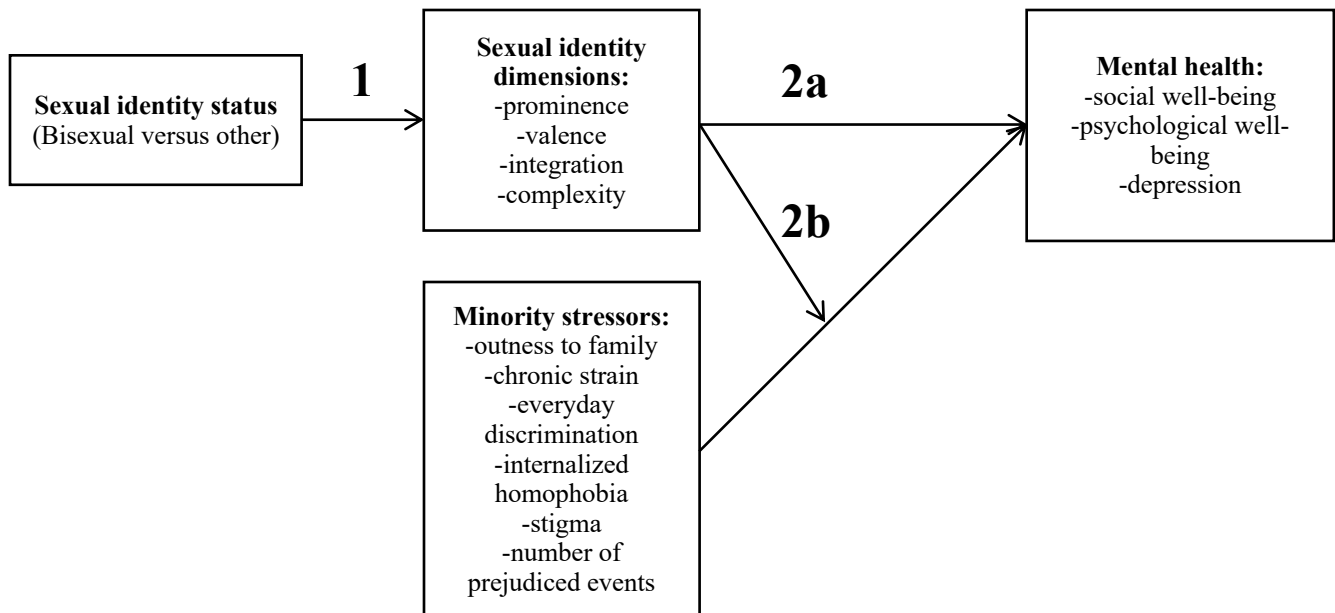 Sexual identity status
(Bisexual versus other)
1
Sexual identity
dimensions:
-prominence
-valence
-integration
-complexity
2a
2b
Mental health:
-social well-being
-psychological well-
being
-depression
Minority stressors:
-outness to family
-chronic strain
-everyday
discrimination
-internalized
homophobia
-stigma
-number of
prejudiced events